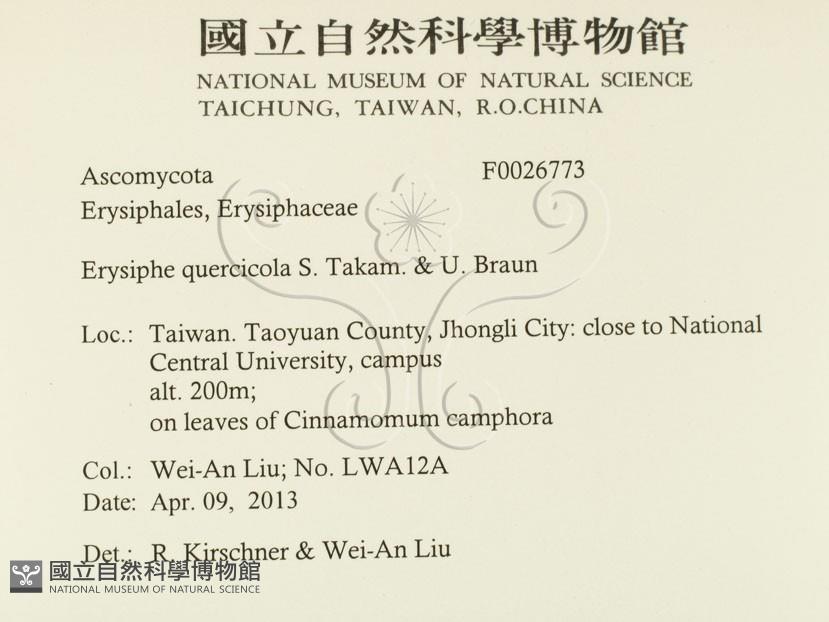 國立自然科學博物館
NATIONAL MUSEUM OF NATURAL SCIENCE
TAICHUNG, TAIWAN, R.O.CHINA
Ascomycota F0026773
Erysiphales, Erysiphaceae
Erysiphe quercicola S. Takam. & U. Braun
Loc.: Taiwan. Taoyuan County, Jhongli City: close to National
Central University, campus
alt. 200m;
on leaves of Cinnamomum camphora
Col.: Wei-An Liu; No. LWA12A
Date: Apr. 09, 2013
Det.: R. Kirschner & Wei-An Liu
國立自然科學博物館
NATIONAL MUSEUM OF NATURAL SCIENCE